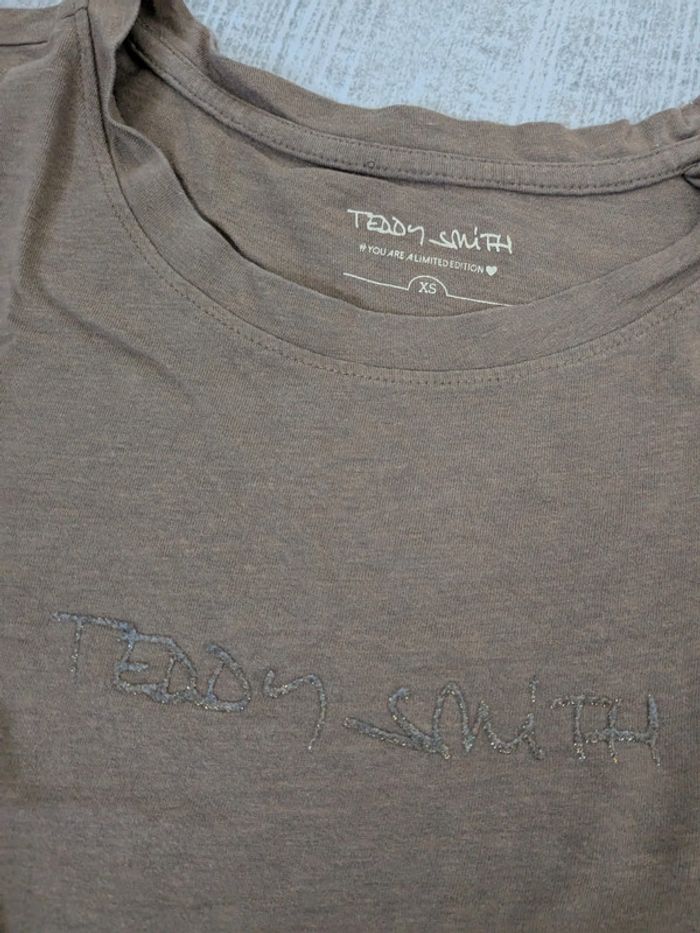 TEDDY SMiTH
#YOU ARE A LIMITED EDITION
XS
TEDDY SMiTH